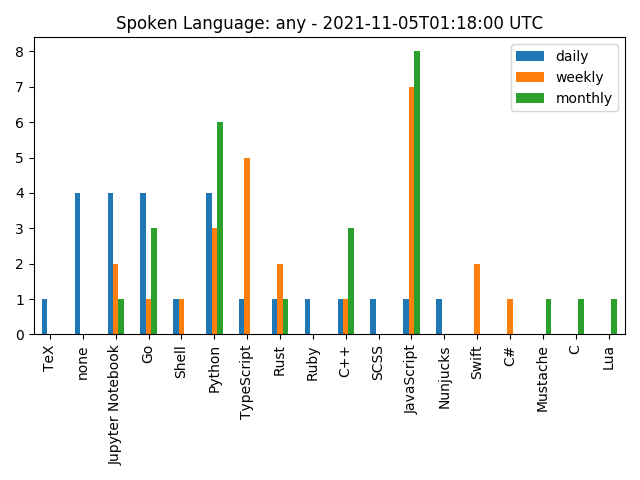 Spoken Language: any - 2021-11-05T01:18:00 UTC
daily
weekly
monthly
8
7
6
5
4
3
2
1
0
TeX
none
Jupyter Notebook
Go
Shell
Python
TypeScript
Rust
Ruby
C++
SCSS
JavaScript
Nunjucks
Swift
C#
Mustache
C
Lua